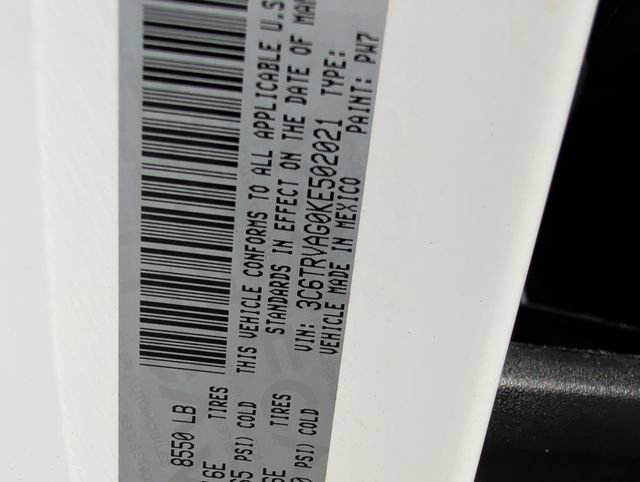 8550 LB
TIRES
PSI) COLD
THIS VEHICLE CONFORMS TO ALL APPLICABLE U.S
TIRES
STANDARDS IN EFFECT ON THE DATE OF MAN
PSI) COLD
VIN: 3C6TRVAG0KE502021 TYPE:
VEHICLE MADE IN MEXICO PAINT: PW7